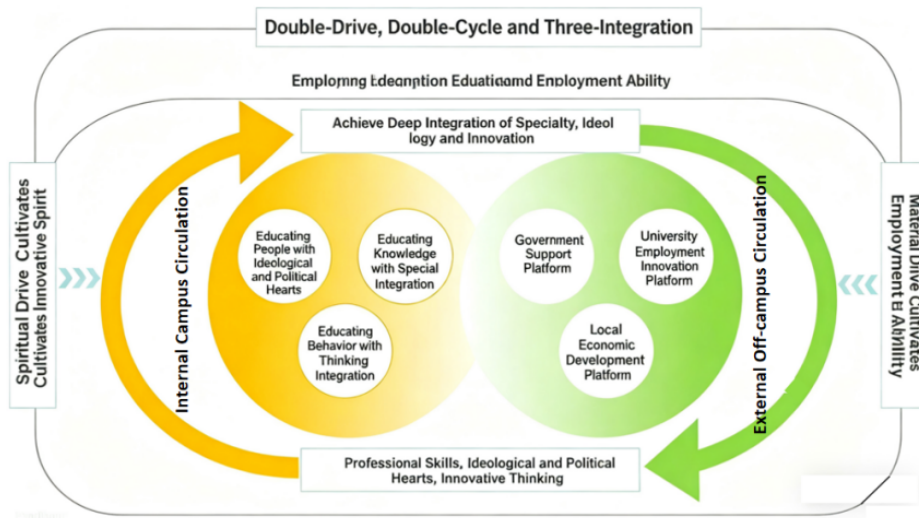 Double-Drive, Double-Cycle and Three-Integration
Employment Ability
Achieve Deep Integration of Specialty, Ideol
logy and Innovation
Spiritual Drive Cultivates
Cultivates Innovative Spirit
Internal Campus Circulation
Educating
People with
Ideological
and Political
Hearts
Educating
Knowledge
with Special
Integration
Educating
Behavior with
Thinking
Integration
Government
Support
Platform
University
Employment
Innovation
Platform
Local
Economic
Development
Platform
External Off-campus Circulation
Material Drive
Employment
Professional Skills, Ideological and Political
Hearts, Innovative Thinking